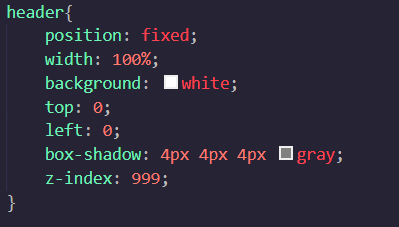 header{
    position: fixed;
    width: 100%;
    background: white;
    top: 0;
    left: 0;
    box-shadow: 4px 4px 4px gray;
    z-index: 999;
}